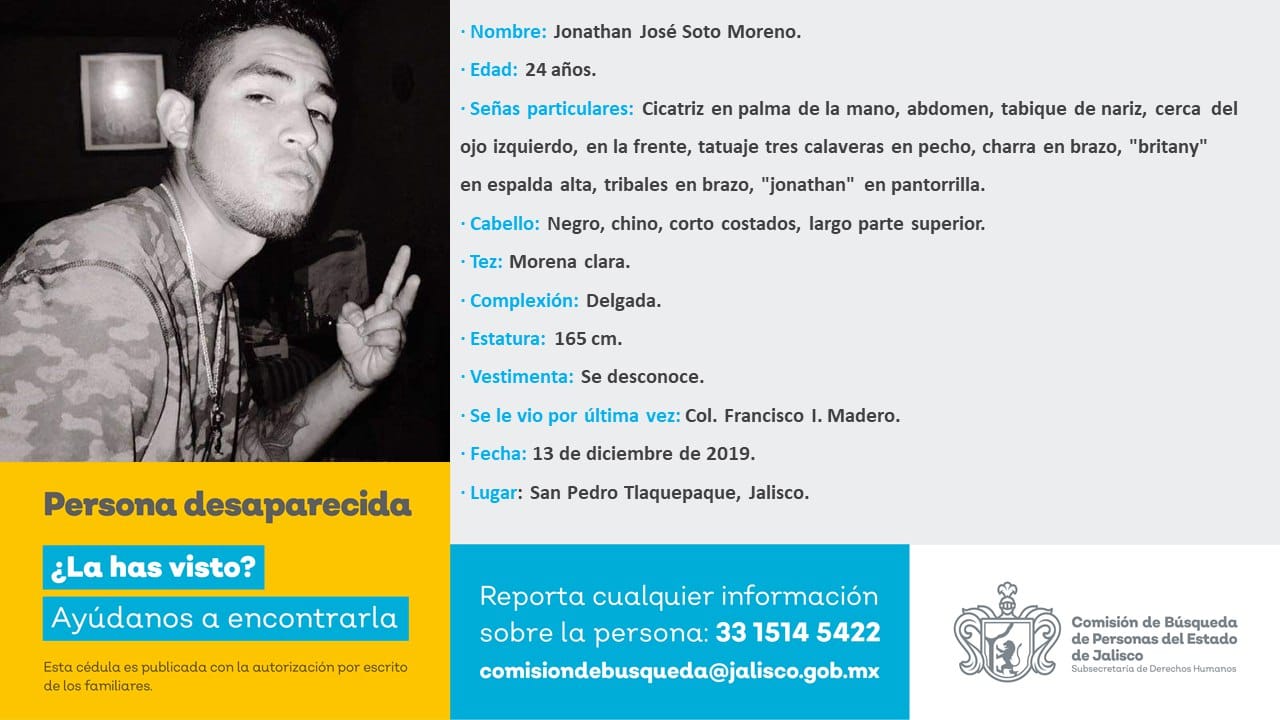 · Nombre: Jonathan José Soto Moreno.
· Edad: 24 años.
· Señas particulares: Cicatriz en palma de la mano, abdomen, tabique de nariz, cerca del
ojo izquierdo, en la frente, tatuaje tres calaveras en pecho, charra en brazo, "britany"
en espalda alta, tribales en brazo, "jonathan" en pantorrilla.
· Cabello: Negro, chino, corto costados, largo parte superior.
· Tez: Morena clara.
· Complexión: Delgada.
· Estatura: 165 cm.
· Vestimenta: Se desconoce.
· Se le vio por última vez: Col. Francisco I. Madero.
· Fecha: 13 de diciembre de 2019.
· Lugar: San Pedro Tlaquepaque, Jalisco.
Persona desaparecida
¿La has visto?
Ayúdanos a encontrarla
Esta cédula es publicada con la autorización por escrito
de los familiares.
Reporta cualquier información
sobre la persona: 33 1514 5422
comisiondebusqueda@jalisco.gob.mx
Comisión de Búsqueda
de Personas del Estado
de Jalisco
Subsecretaría de Derechos Humanos